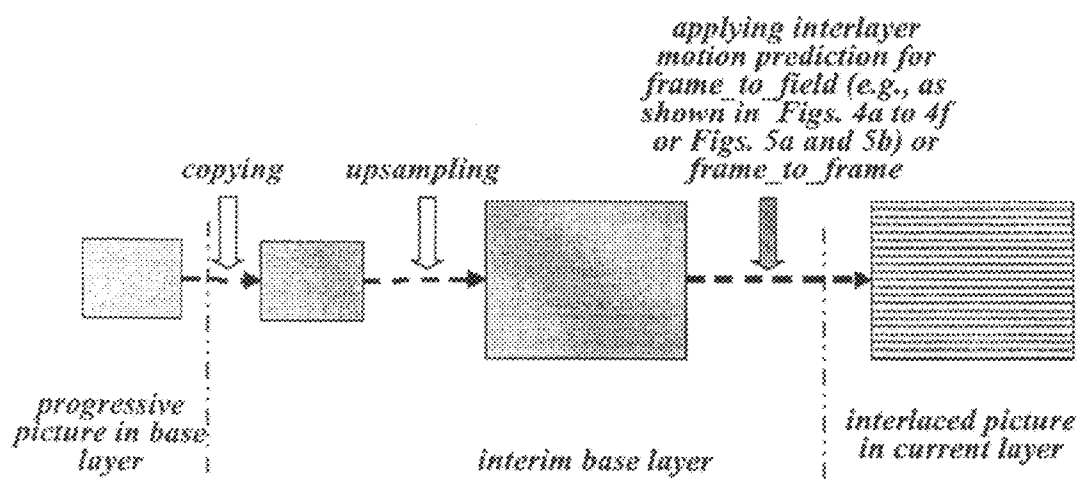 applying interlayer
motion prediction for
frame_to_field (e.g., as
shown in Figs. 4a to 4f
or Figs. 5a and 5b) or
frame_to_frame
copying
upsampling
progressive
picture in base
layer
interim base layer
interlaced picture
in current layer